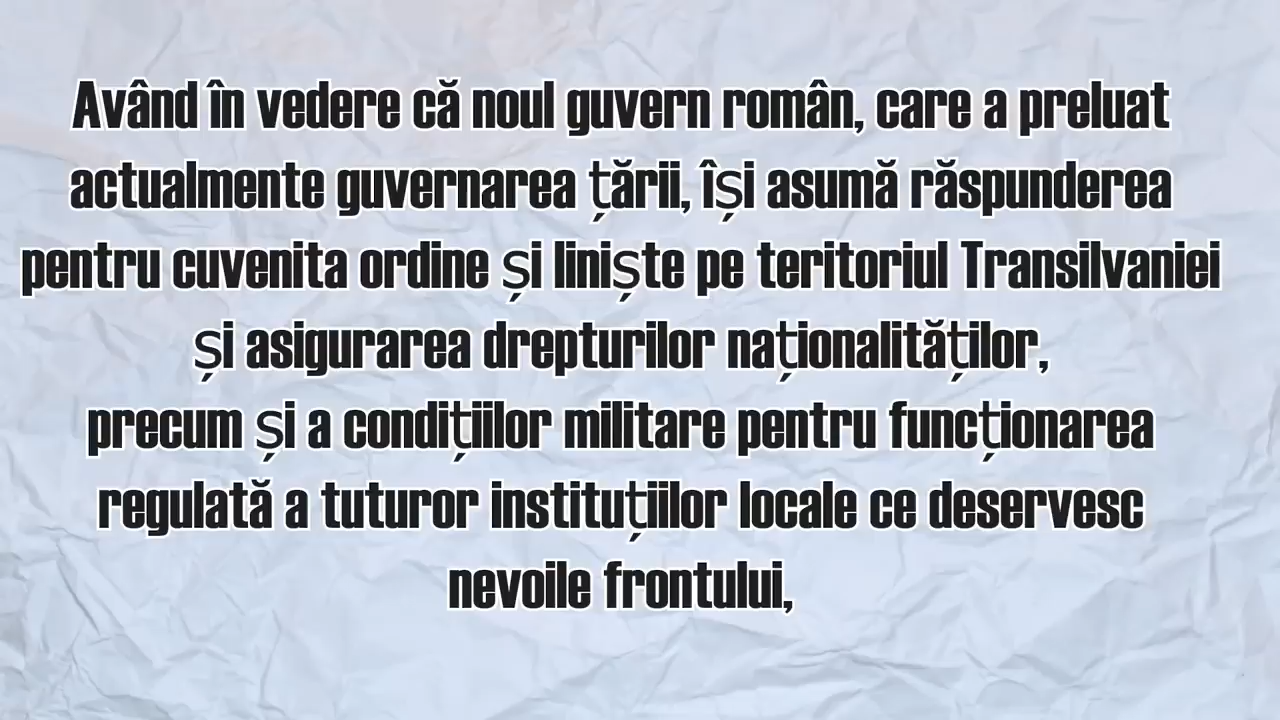 Având în vedere că noul guvern român, care a preluat
actualmente guvernarea țării, își asumă răspunderea
pentru cuvenita ordine și liniște pe teritoriul Transilvaniei
și asigurarea drepturilor naționalităților,
precum și a condițiilor militare pentru funcționarea
regulată a tuturor instituțiilor locale ce deservesc
nevoile frontului,